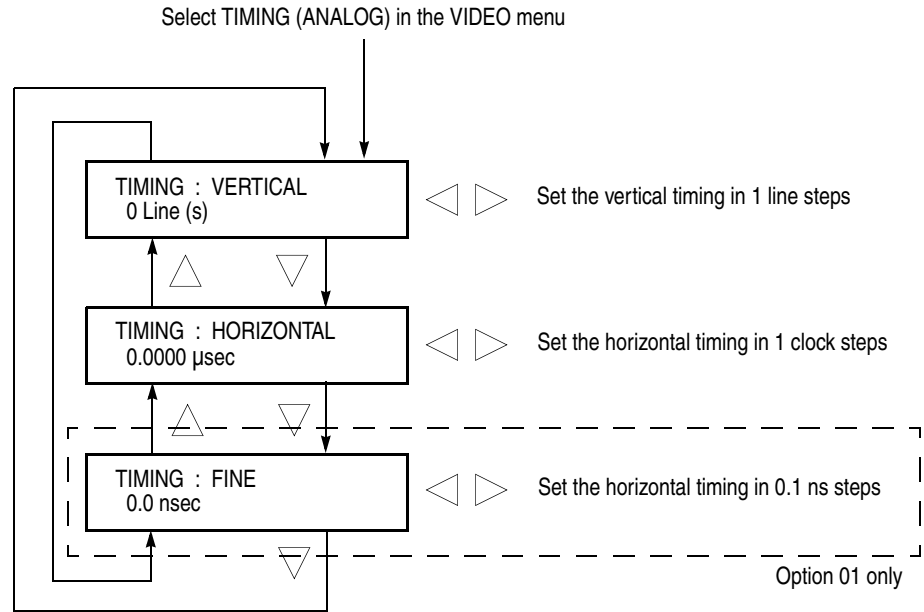 Select TIMING (ANALOG) in the VIDEO menu
TIMING : VERTICAL
0 Line (s)
Set the vertical timing in 1 line steps
TIMING : HORIZONTAL
0.0000 µsec
Set the horizontal timing in 1 clock steps
TIMING : FINE
0.0 nsec
Set the horizontal timing in 0.1 ns steps
Option 01 only